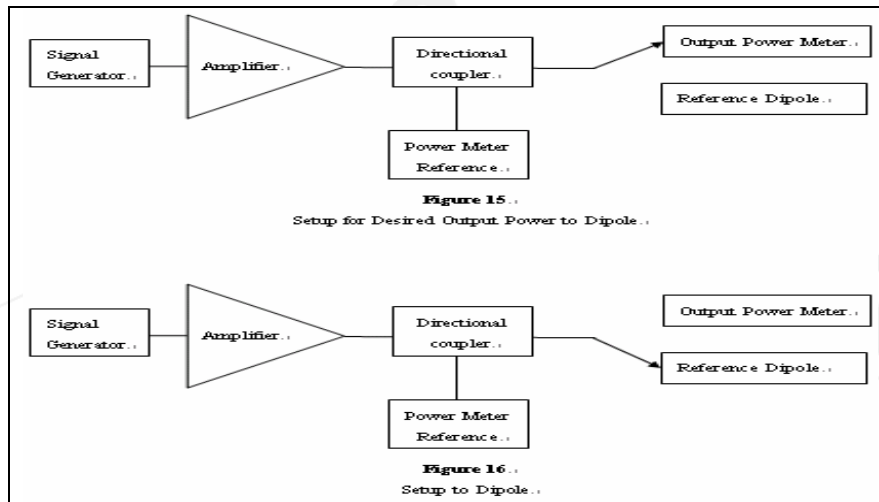 Signal
Generator.
Amplifier.
Directional
coupler.
Output Power Meter.
Reference Dipole.
Power Meter
Reference.
Figure 15.
Setup for Desired Output Power to Dipole.
Signal
Generator.
Amplifier.
Directional
coupler.
Output Power Meter.
Reference Dipole.
Power Meter
Reference.
Figure 16.
Setup to Dipole.